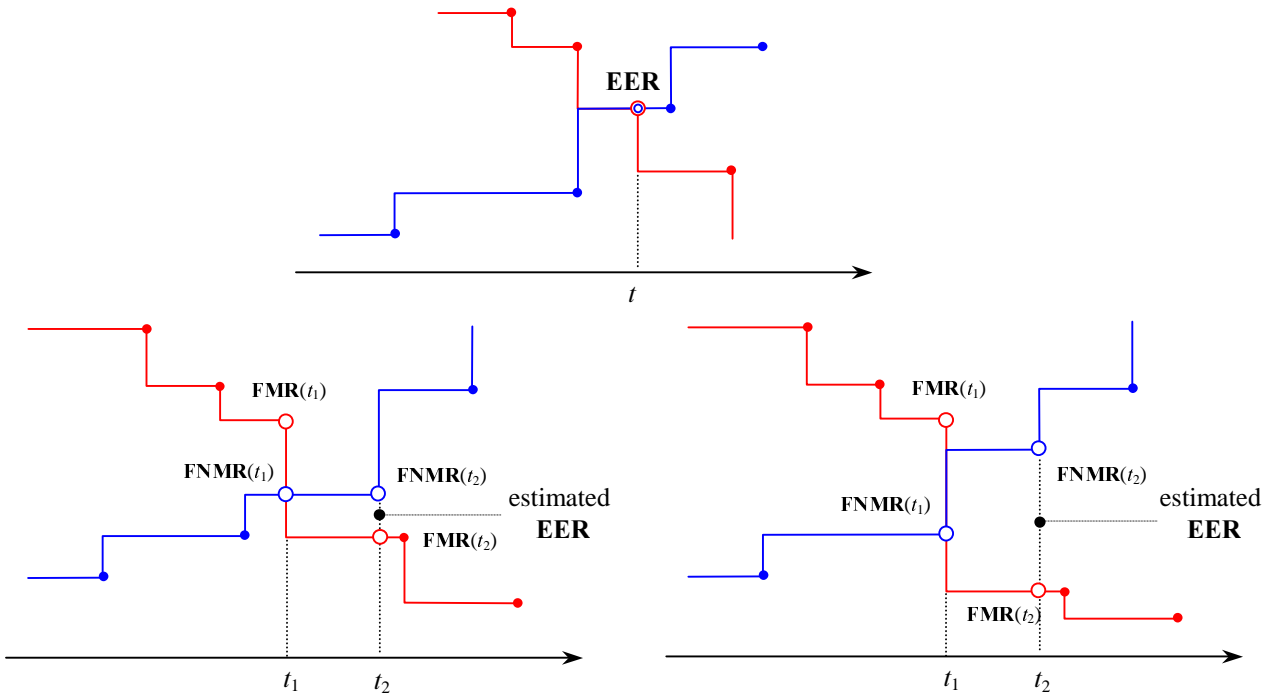 EER
t
FMR(t1)
FNMR(t1)
FNMR(t2)
estimated
EER
FMR(t2)
t1
t2
FMR(t1)
FNMR(t1)
FNMR(t2)
estimated
EER
FMR(t2)
t1
t2